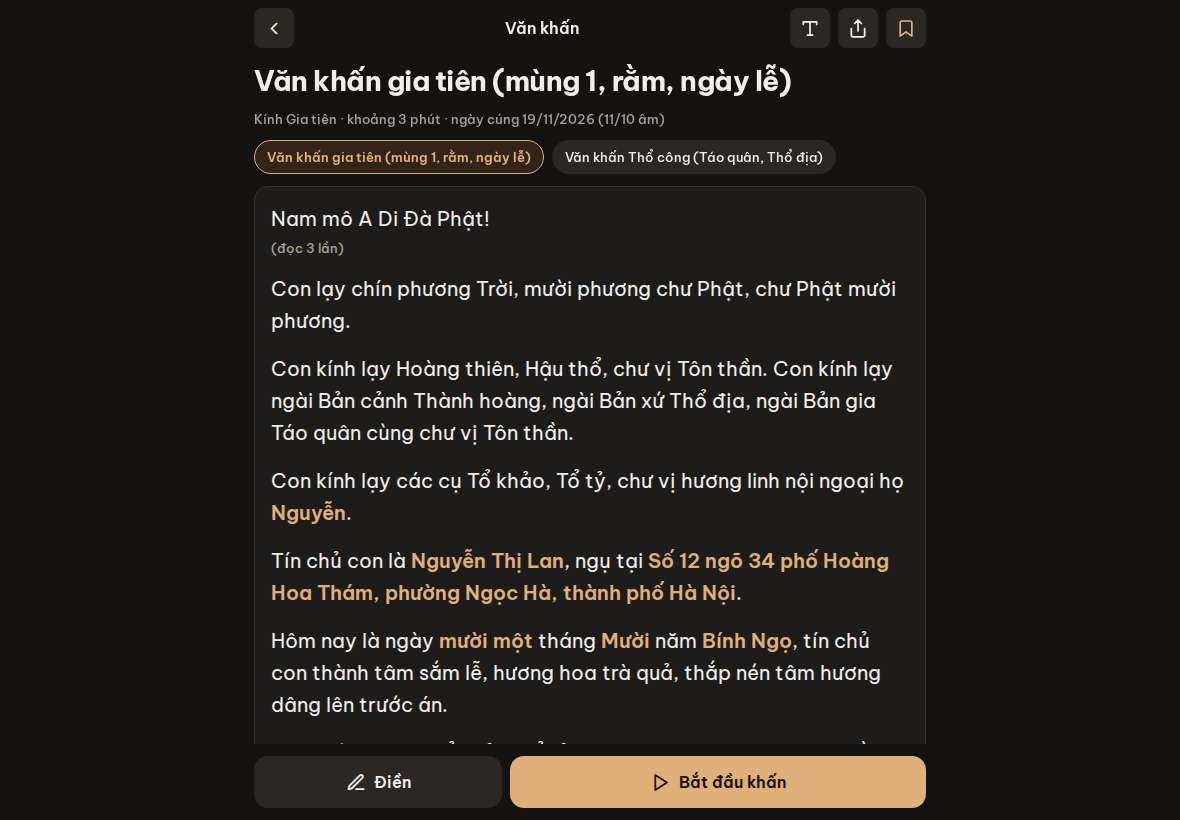 Văn khấn
Văn khấn gia tiên (mùng 1, rằm, ngày lễ)
Kính Gia tiên · khoảng 3 phút · ngày cúng 19/11/2026 (11/10 âm)
Văn khấn gia tiên (mùng 1, rằm, ngày lễ)
Văn khấn Thổ công (Táo quân, Thổ địa)
Nam mô A Di Đà Phật!
(đọc 3 lần)
Con lạy chín phương Trời, mười phương chư Phật, chư Phật mười
phương.
Con kính lạy Hoàng thiên, Hậu thổ, chư vị Tôn thần. Con kính lạy
ngài Bản cảnh Thành hoàng, ngài Bản xứ Thổ địa, ngài Bản gia
Táo quân cùng chư vị Tôn thần.
Con kính lạy các cụ Tổ khảo, Tổ tỷ, chư vị hương linh nội ngoại họ
Nguyễn.
Tín chủ con là Nguyễn Thị Lan, ngụ tại Số 12 ngõ 34 phố Hoàng
Hoa Thám, phường Ngọc Hà, thành phố Hà Nội.
Hôm nay là ngày mười một tháng Mười năm Bính Ngọ, tín chủ
con thành tâm sắm lễ, hương hoa trà quả, thắp nén tâm hương
dâng lên trước án.
Điền
Bắt đầu khấn